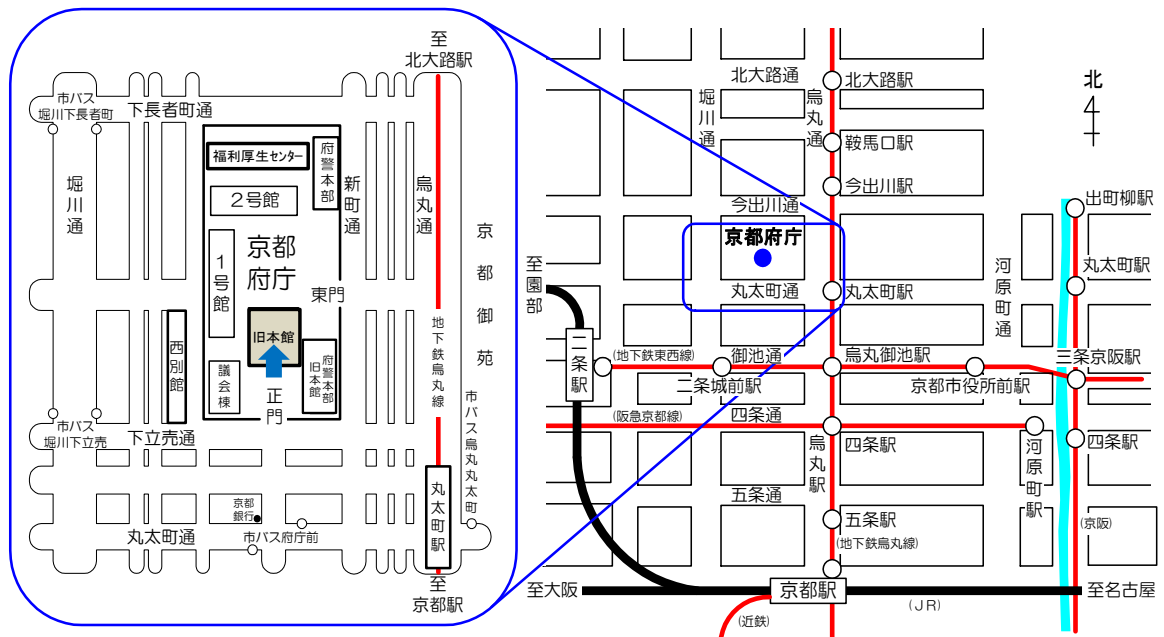 至
北大路駅
市バス
堀川下長者町
下長者町通
福利厚生センター
府警本部
2号館
堀川通
新町通
烏丸通
京都御苑
京都
府庁
1号館
東門
旧本館
西別館
議会棟
正門
府警本部
旧本館
地下鉄烏丸線
市バス
堀川下立売
下立売通
市バス烏丸丸太町
丸太町駅
京都
銀行
丸太町通
市バス府庁前
至
京都駅
北大路通
北大路駅
堀川通
烏丸通
北
鞍馬口駅
今出川駅
今出川通
出町柳駅
京都府庁
至園部
河原町通
丸太町駅
丸太町通
丸太町駅
二条駅
(地下鉄東西線)
御池通
烏丸御池駅
三条京阪駅
二条城前駅
京都市役所前駅
(阪急京都線)
四条通
烏丸駅
四条駅
河原町駅
四条駅
五条通
五条駅
(京阪)
(地下鉄烏丸線)
至大阪
京都駅
至名古屋
(JR)
(近鉄)